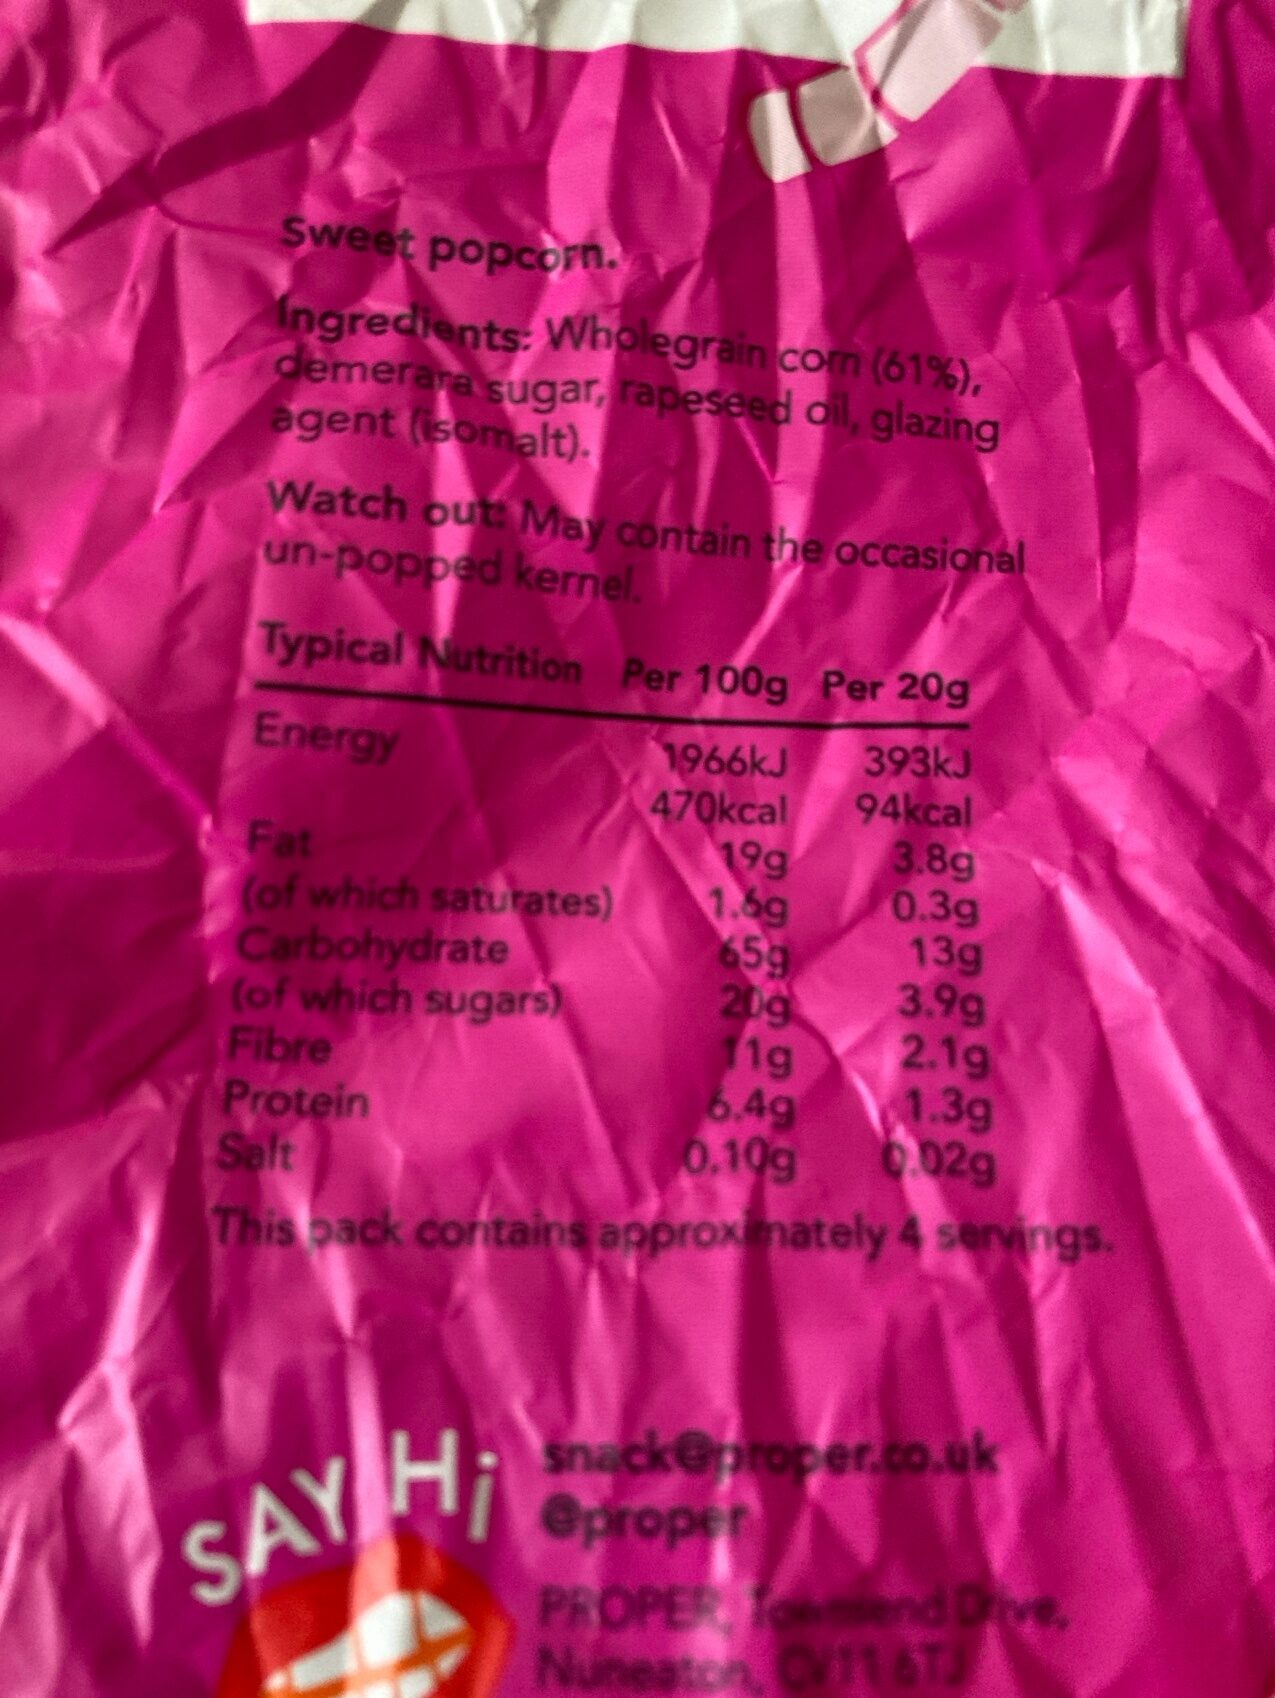 Sweet popcorn.
Ingredients: Wholegrain corn (61%),
demerara sugar, rapeseed oil, glazing
agent (isomalt).
Watch out: May contain the occasional
un-popped kernel.
Typical Nutrition Per 100g Per 20g
Energy 1966kJ 393kJ
470kcal 94kcal
Fat 19g 3.8g
(of which saturates) 1.6g 0.3g
Carbohydrate 65g 13g
(of which sugars) 20g 3.9g
Fibre 11g 2.1g
Protein 6.4g 1.3g
Salt 0.10g 0.02g
This pack contains approximately 4 servings.
SAY Hi
snack@proper.co.uk
@proper
PROPER, Townsend Drive,
Nuneaton, CV11 6TJ